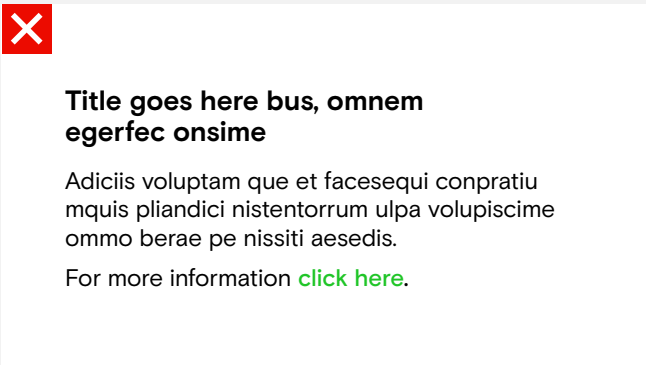 Title goes here bus, omnem
egerfec onsime
Adiciis voluptam que et facesequi conpratiu
mquis pliandici nistentorrum ulpa volupiscime
ommo berae pe nissiti aesedis.
For more information click here.